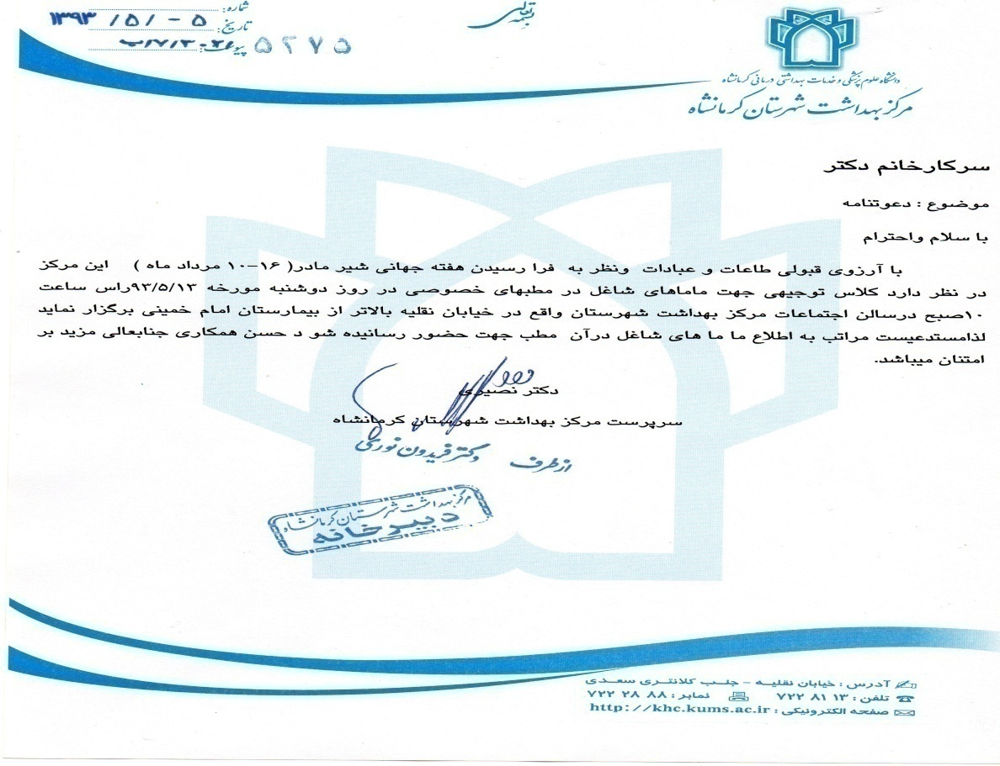 بسمه تعالی
شماره:
تاریخ: ۵ - /۵/ ۱۳۹۳
پیوست:
۵۲۷۵
دانشگاه علوم پزشکی و خدمات بهداشتی درمانی کرمانشاه
مرکز بهداشت شهرستان کرمانشاه
سرکارخانم دکتر
موضوع : دعوتنامه
با سلام واحترام
با آرزوی قبولی طاعات و عبادات ونظر به فرا رسیدن هفته جهانی شیر مادر( ۱۶-۱۰ مرداد ماه ) این مرکز
در نظر دارد کلاس توجیهی جهت ماماهای شاغل در مطبهای خصوصی در روز دوشنبه مورخه ۹۳/۵/۱۳راس ساعت
۱۰صبح درسالن اجتماعات مرکز بهداشت شهرستان واقع در خیابان نقلیه بالاتر از بیمارستان امام خمینی برگزار نماید
لذامستدعیست مراتب به اطلاع ما ما های شاغل درآن مطب جهت حضور رسانیده شو د حسن همکاری جنابعالی مزید بر
امتنان میباشد.
دکتر نصیری
سرپرست مرکز بهداشت شهرستان کرمانشاه
از طرف دکتر فریدون نوری
مرکز بهداشت شهرستان کرمانشاه
دبیرخانه
آدرس : خیابان نقلیه - جنب کلانتری سعدی
تلفن : ۷۲۲ ۸۱ ۱۳ نمابر : ۷۲۲ ۲۸ ۸۸
صفحه الکترونیکی : http://khc.kums.ac.ir